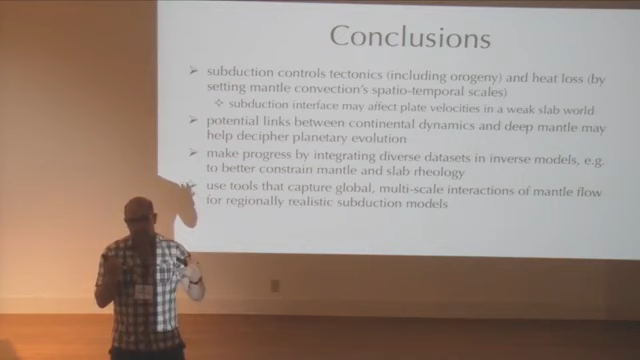 Conclusions
➤ subduction controls tectonics (including orogeny) and heat loss (by
setting mantle convection's spatio-temporal scales)
❖ subduction interface may affect plate velocities in a weak slab world
➤ potential links between continental dynamics and deep mantle may
help decipher planetary evolution
➤ make progress by integrating diverse datasets in inverse models, e.g.
to better constrain mantle and slab rheology
➤ use tools that capture global, multi-scale interactions of mantle flow
for regionally realistic subduction models